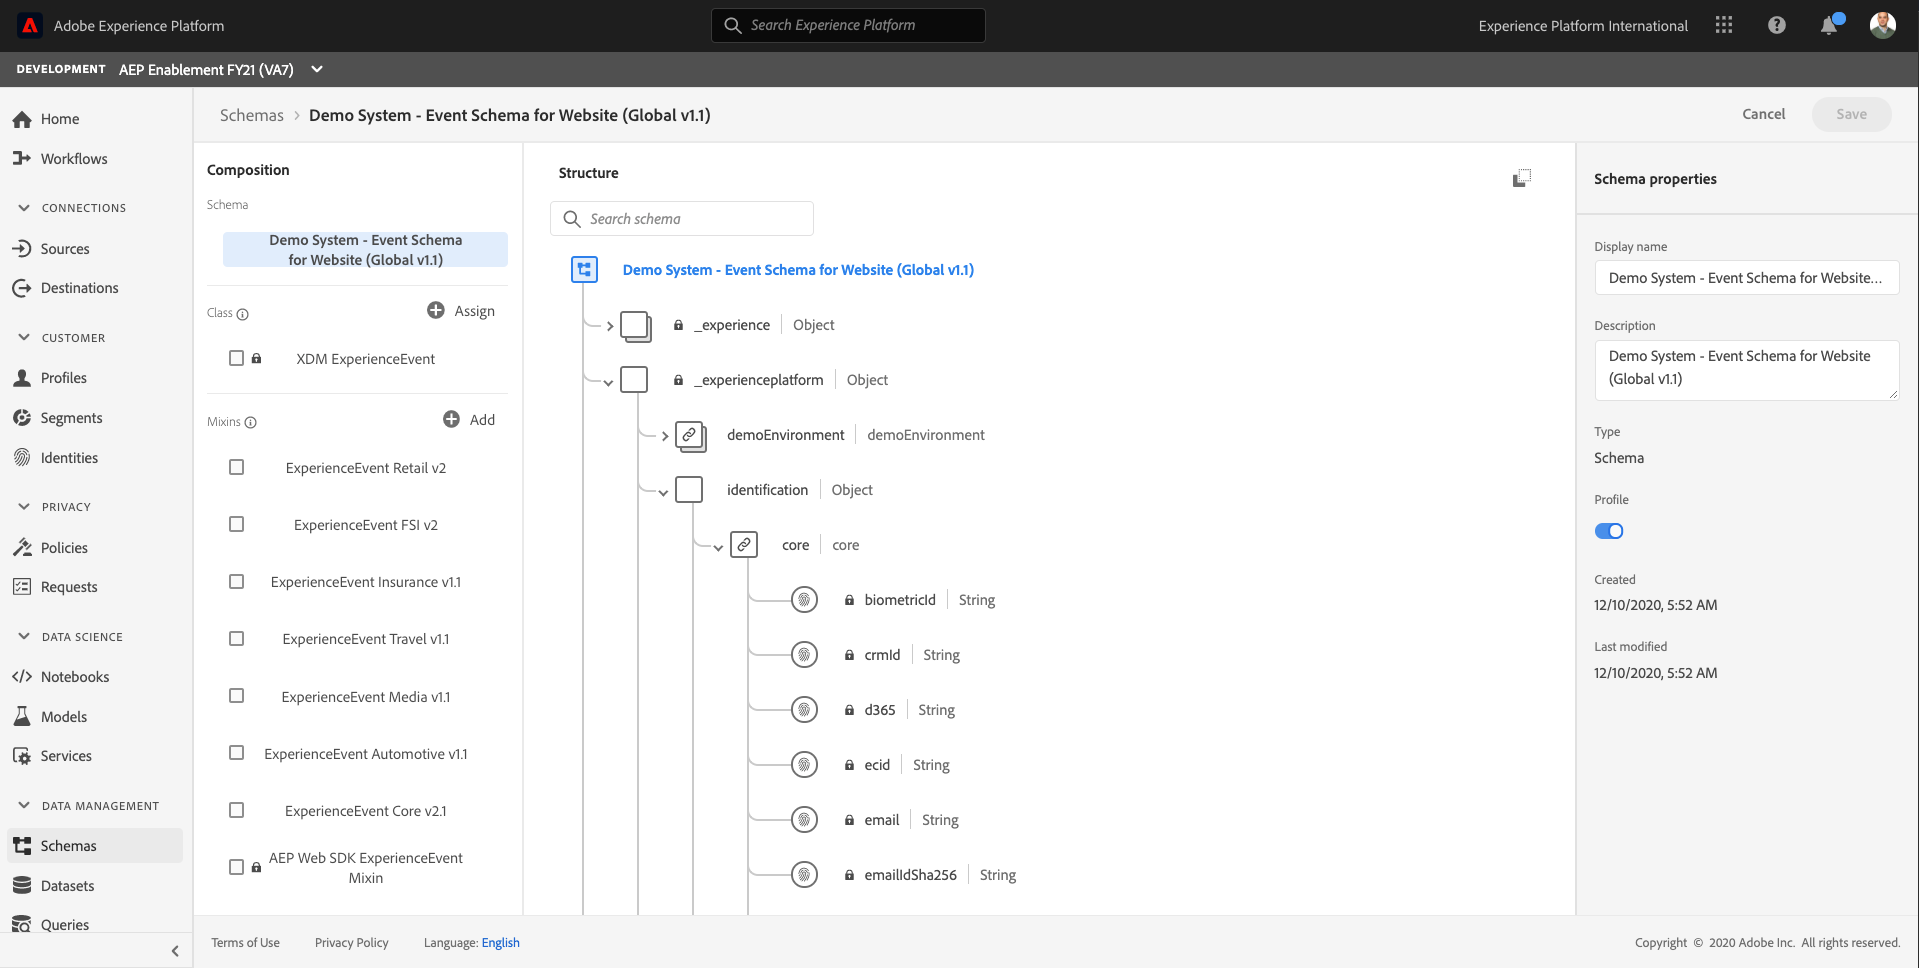 Adobe Experience Platform
Search Experience Platform
Experience Platform International
DEVELOPMENT AEP Enablement FY21 (VA7)
Home
Workflows
CONNECTIONS
Sources
Destinations
CUSTOMER
Profiles
Segments
Identities
PRIVACY
Policies
Requests
DATA SCIENCE
Notebooks
Models
Services
DATA MANAGEMENT
Schemas
Datasets
Queries
Schemas > Demo System - Event Schema for Website (Global v1.1)
Cancel
Save
Composition
Schema
Demo System - Event Schema
for Website (Global v1.1)
Class
Assign
XDM ExperienceEvent
Mixins
Add
ExperienceEvent Retail v2
ExperienceEvent FSI v2
ExperienceEvent Insurance v1.1
ExperienceEvent Travel v1.1
ExperienceEvent Media v1.1
ExperienceEvent Automotive v1.1
ExperienceEvent Core v2.1
AEP Web SDK ExperienceEvent
Mixin
Structure
Search schema
Demo System - Event Schema for Website (Global v1.1)
_experience Object
_experienceplatform Object
demoEnvironment demoEnvironment
identification Object
core core
biometricId String
crmId String
d365 String
ecid String
email String
emailIdSha256 String
Schema properties
Display name
Demo System - Event Schema for Website...
Description
Demo System - Event Schema for Website
(Global v1.1)
Type
Schema
Profile
Created
12/10/2020, 5:52 AM
Last modified
12/10/2020, 5:52 AM
Terms of Use
Privacy Policy
Language: English
Copyright © 2020 Adobe Inc. All rights reserved.